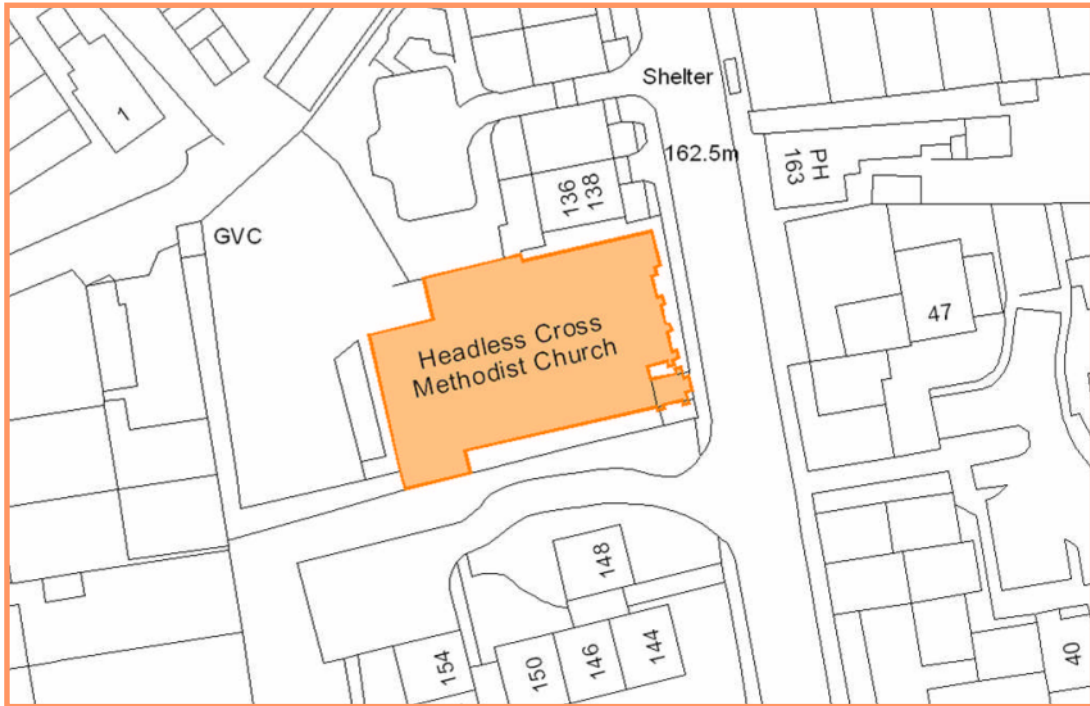 Shelter
1
162.5m
PH
163
136
138
GVC
47
Headless Cross
Methodist Church
148
154
150
146
144
40